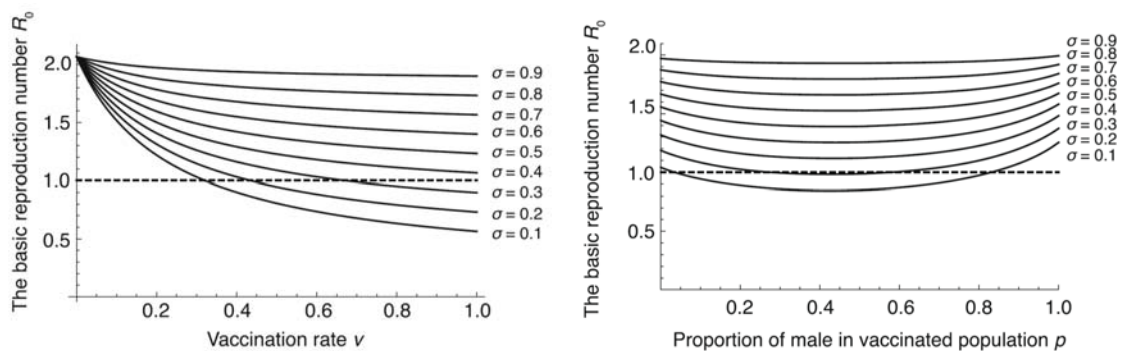 The basic reproduction number R₀
2.0
1.5
1.0
0.5
0.2
0.4
0.6
0.8
1.0
Vaccination rate v
σ = 0.9
σ = 0.8
σ = 0.7
σ = 0.6
σ = 0.5
σ = 0.4
σ = 0.3
σ = 0.2
σ = 0.1
The basic reproduction number R₀
2.0
1.5
1.0
0.5
0.2
0.4
0.6
0.8
1.0
Proportion of male in vaccinated population p
σ = 0.9
σ = 0.8
σ = 0.7
σ = 0.6
σ = 0.5
σ = 0.4
σ = 0.3
σ = 0.2
σ = 0.1